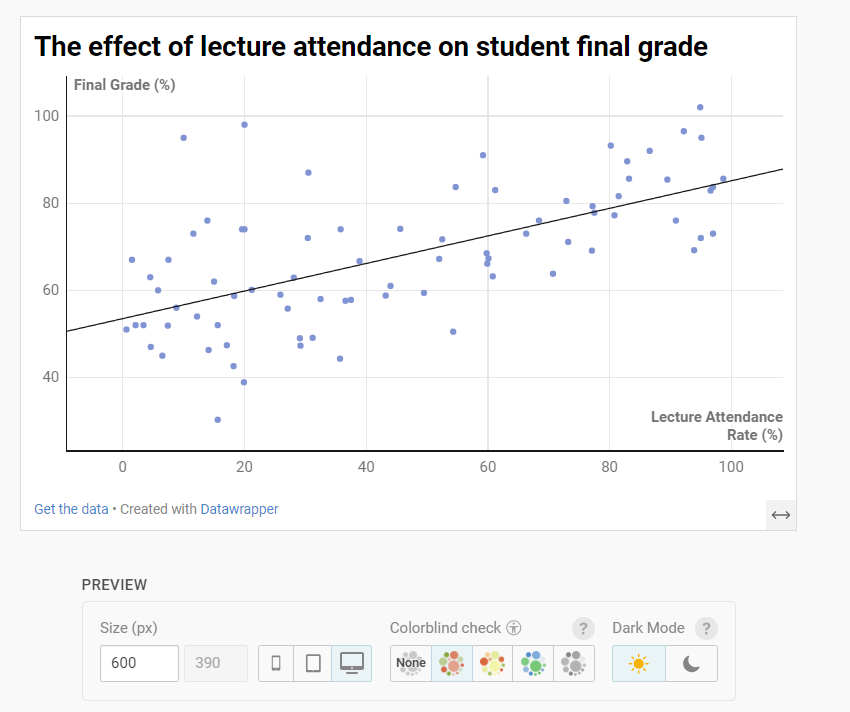 The effect of lecture attendance on student final grade
Final Grade (%)
100
80
60
40
Lecture Attendance
Rate (%)
0 20 40 60 80 100
Get the data • Created with Datawrapper
PREVIEW
Size (px) Colorblind check ? Dark Mode ?
600 390 None